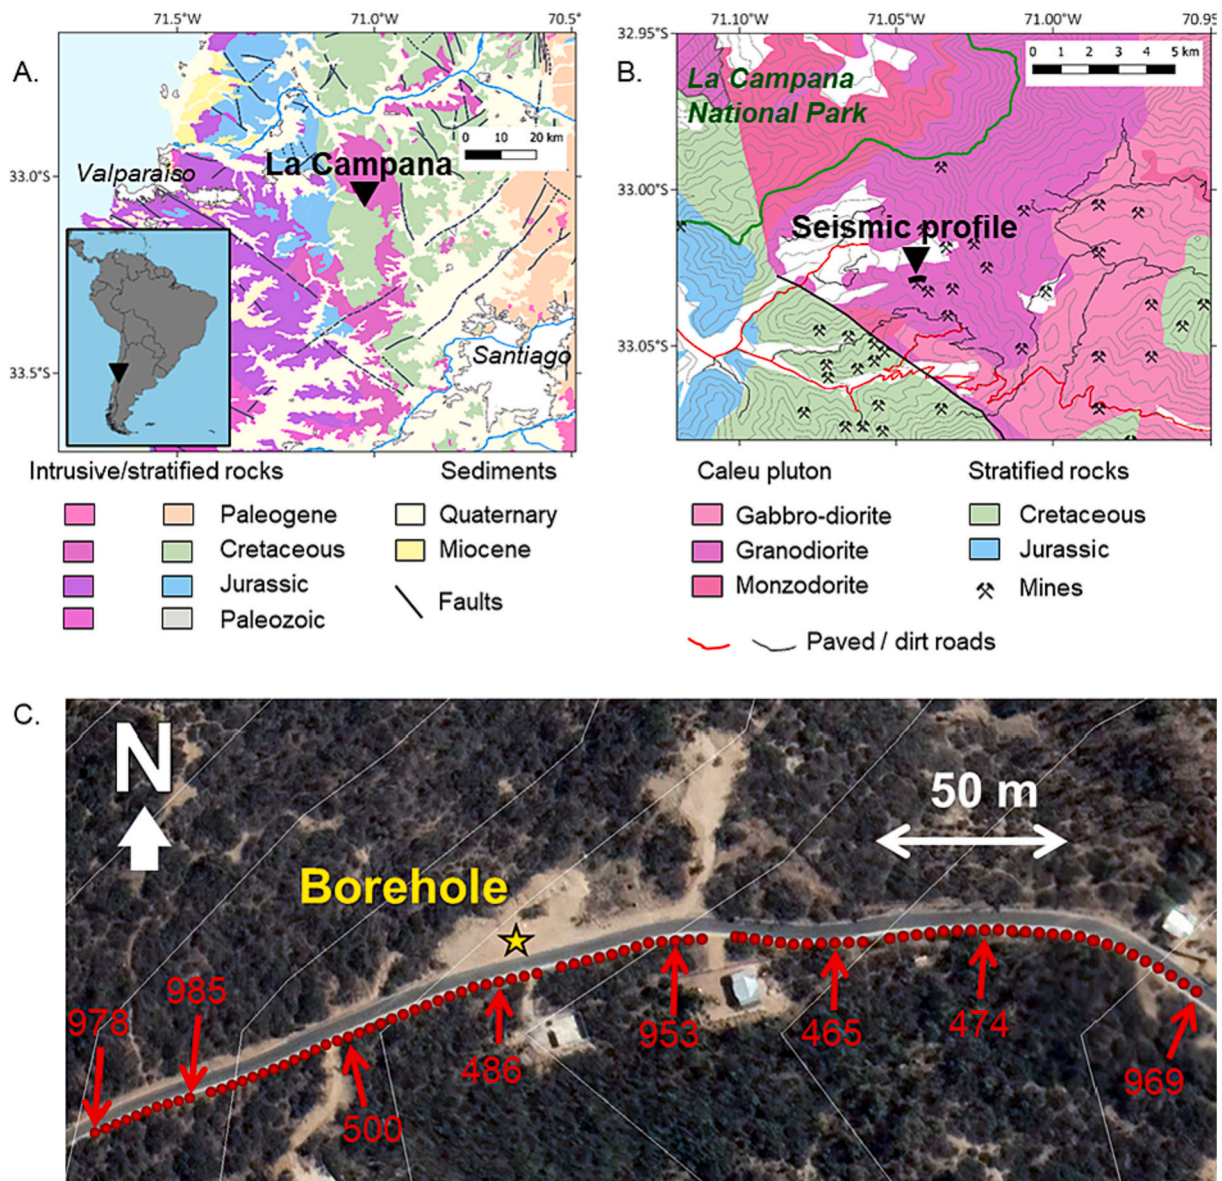 71.5°W 71.0°W 70.5°
A.
Valparaíso
La Campana
0 10 20 km
33.0°S
Santiago
33.5°S
71.10°W 71.05°W 71.00°W 70.95
32.95°S
B.
La Campana
National Park
0 1 2 3 4 5 km
33.00°S
Seismic profile
33.05°S
Intrusive/stratified rocks
Sediments
Paleogene
Quaternary
Cretaceous
Miocene
Jurassic
Faults
Paleozoic
Caleu pluton
Stratified rocks
Gabbro-diorite
Cretaceous
Granodiorite
Jurassic
Monzodorite
Mines
Paved / dirt roads
C.
N
50 m
Borehole
978
985
500
486
953
465
474
969